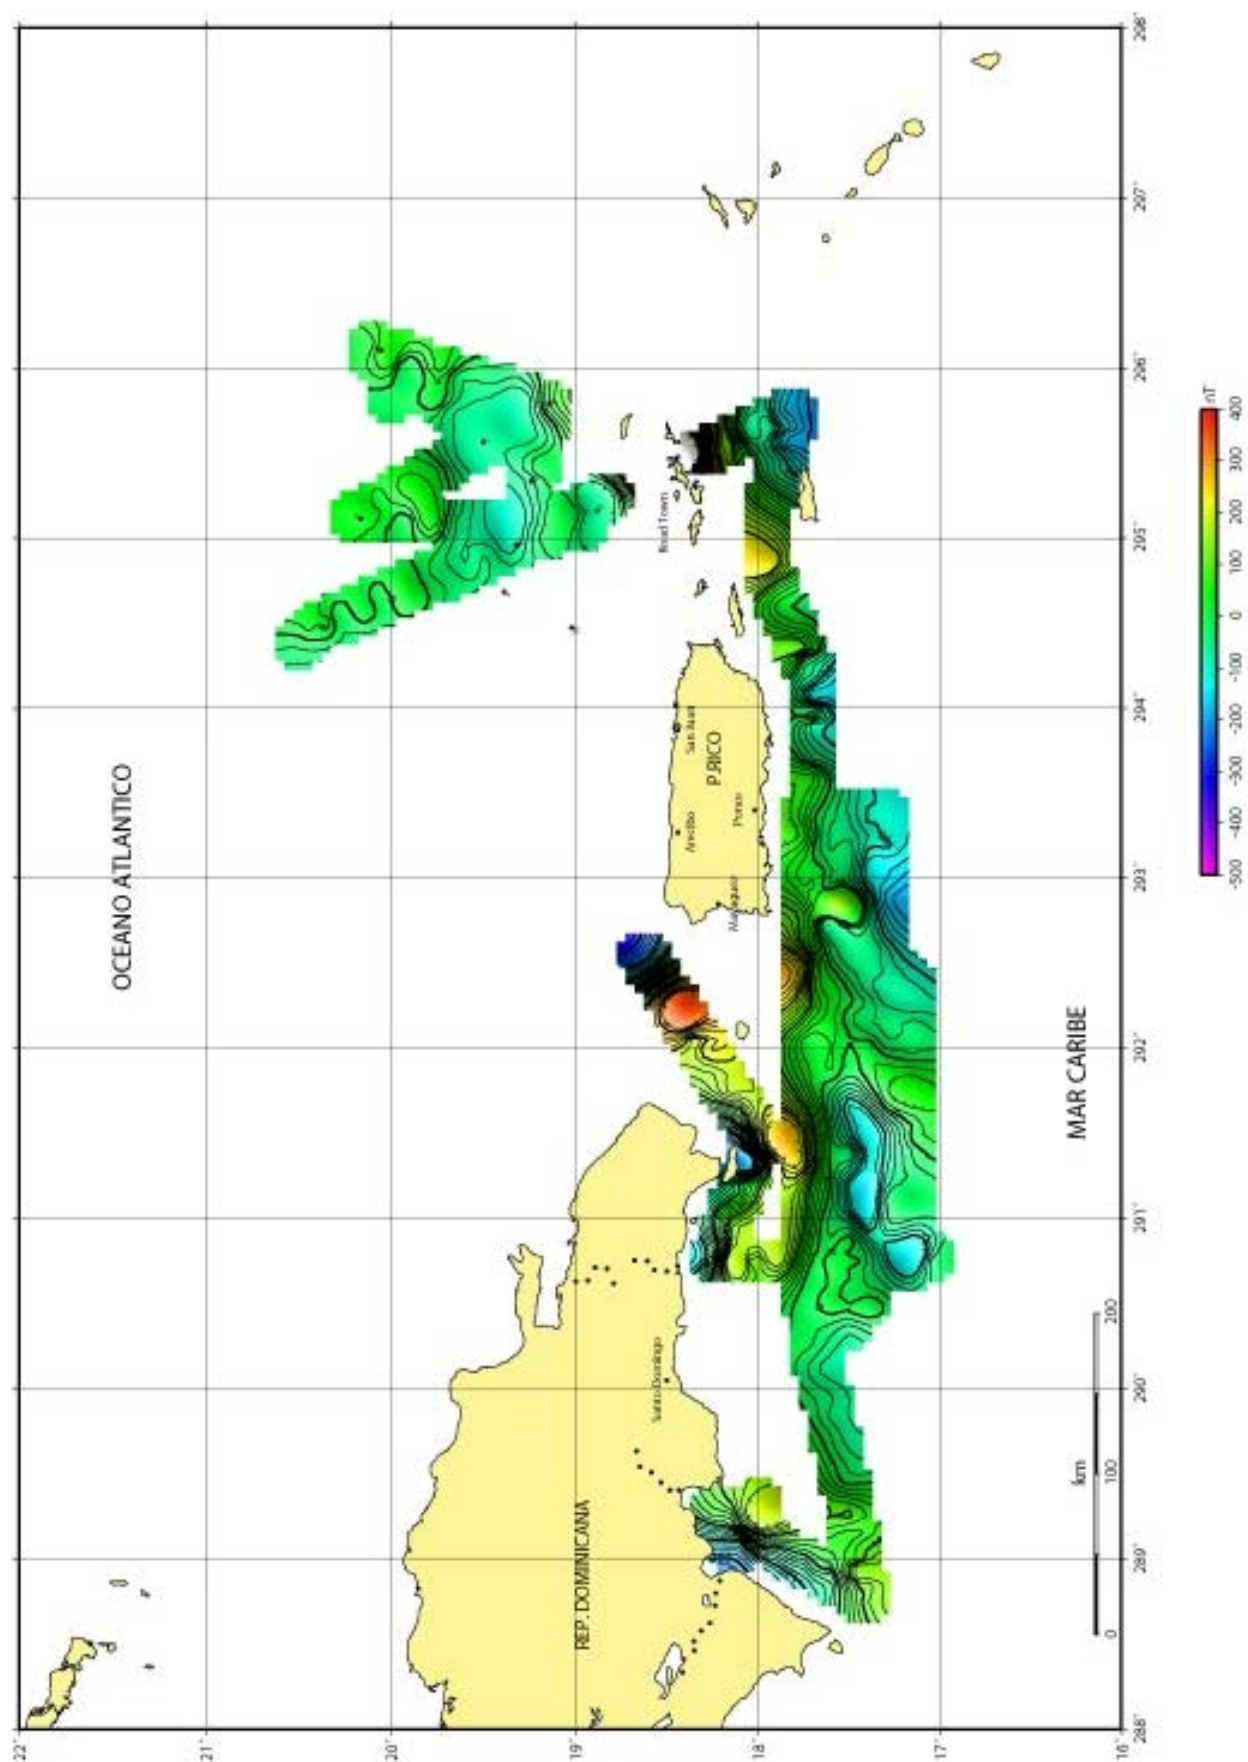 OCEANO ATLANTICO
MAR CARIBE
REP. DOMINICANA
Santo Domingo
P.RICO
San Juan
Arecibo
Ponce
Mayaguez
Road Town
22°
21°
20°
19°
18°
17°
16°
288°
289°
290°
291°
292°
293°
294°
295°
296°
297°
298°
km
0
100
200
-500
-400
-300
-200
-100
0
100
200
300
400
nT